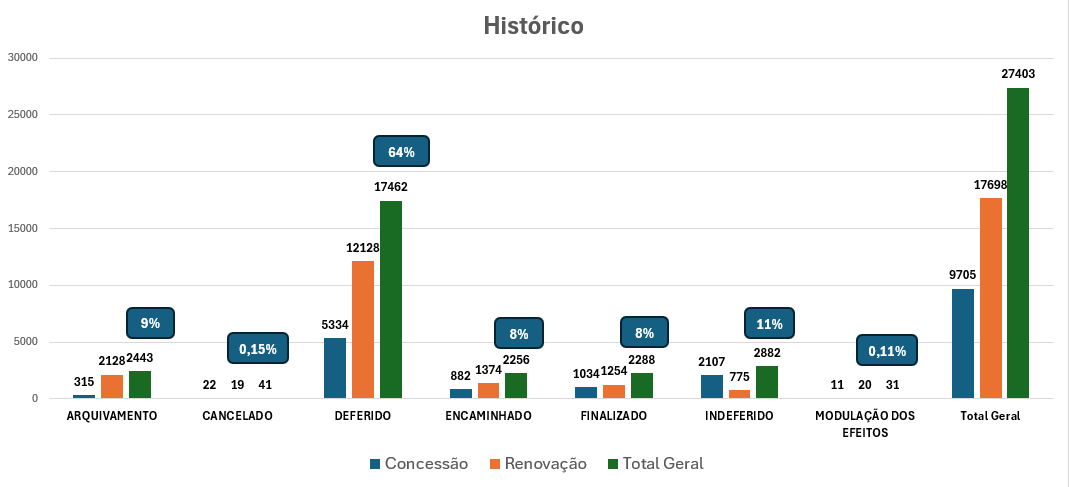 Histórico
30000
25000
20000
15000
10000
5000
0
315
2128
2443
9%
22
19
41
0,15%
5334
12128
17462
64%
882
1374
2256
8%
1034
1254
2288
8%
2107
775
2882
11%
11
20
31
0,11%
9705
17698
27403
ARQUIVAMENTO
CANCELADO
DEFERIDO
ENCAMINHADO
FINALIZADO
INDEFERIDO
MODULAÇÃO DOS
EFEITOS
Total Geral
Concessão
Renovação
Total Geral